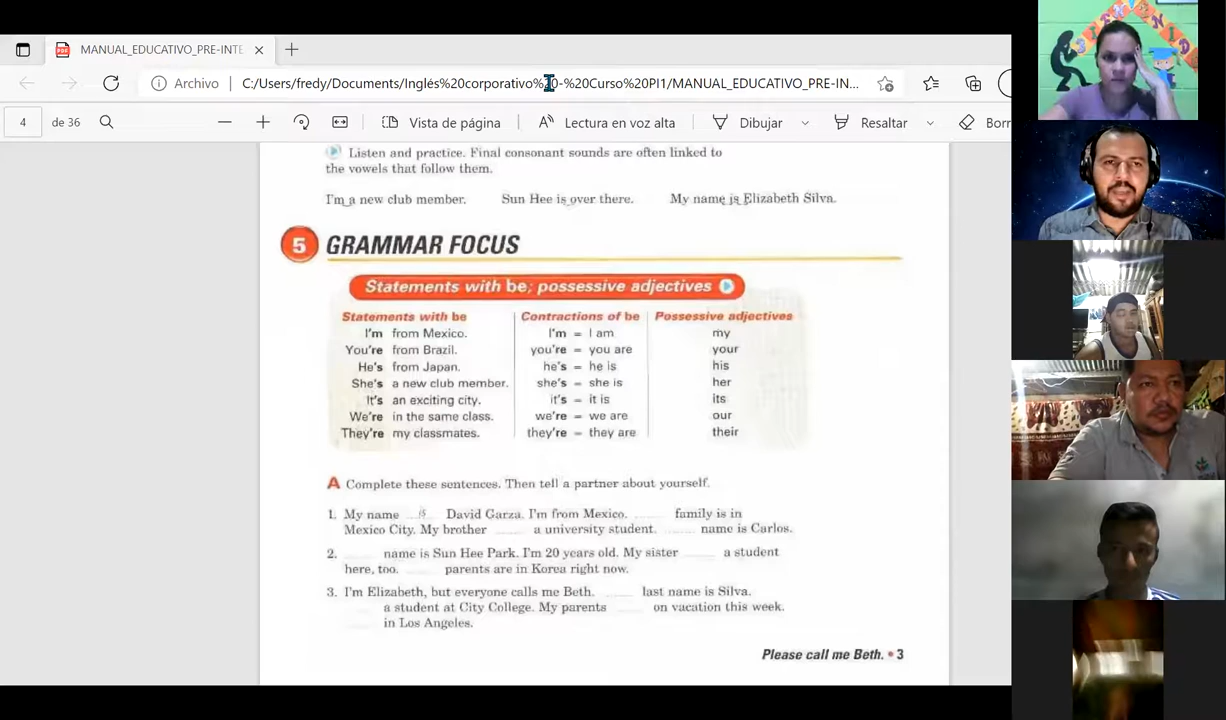 MANUAL_EDUCATIVO_PRE-INTE
Archivo C:/Users/fredy/Documents/Inglés%20corporativo%20-%20Curso%20PI1/MANUAL_EDUCATIVO_PRE-IN...
4 de 36 Vista de página Lectura en voz alta Dibujar Resaltar Borr
Listen and practice. Final consonant sounds are often linked to
the vowels that follow them.
I'm a new club member. Sun Hee is over there. My name is Elizabeth Silva.
5 GRAMMAR FOCUS
Statements with be; possessive adjectives
Statements with be Contractions of be Possessive adjectives
I'm from Mexico. I'm = I am my
You're from Brazil. you're = you are your
He's from Japan. he's = he is his
She's a new club member. she's = she is her
It's an exciting city. it's = it is its
We're in the same class. we're = we are our
They're my classmates. they're = they are their
A Complete these sentences. Then tell a partner about yourself.
1. My name is David Garza. I'm from Mexico. ...... family is in
Mexico City. My brother ...... a university student. ...... name is Carlos.
2. ...... name is Sun Hee Park. I'm 20 years old. My sister ...... a student
here, too. ...... parents are in Korea right now.
3. I'm Elizabeth, but everyone calls me Beth. ...... last name is Silva.
...... a student at City College. My parents ...... on vacation this week.
...... in Los Angeles.
Please call me Beth. • 3